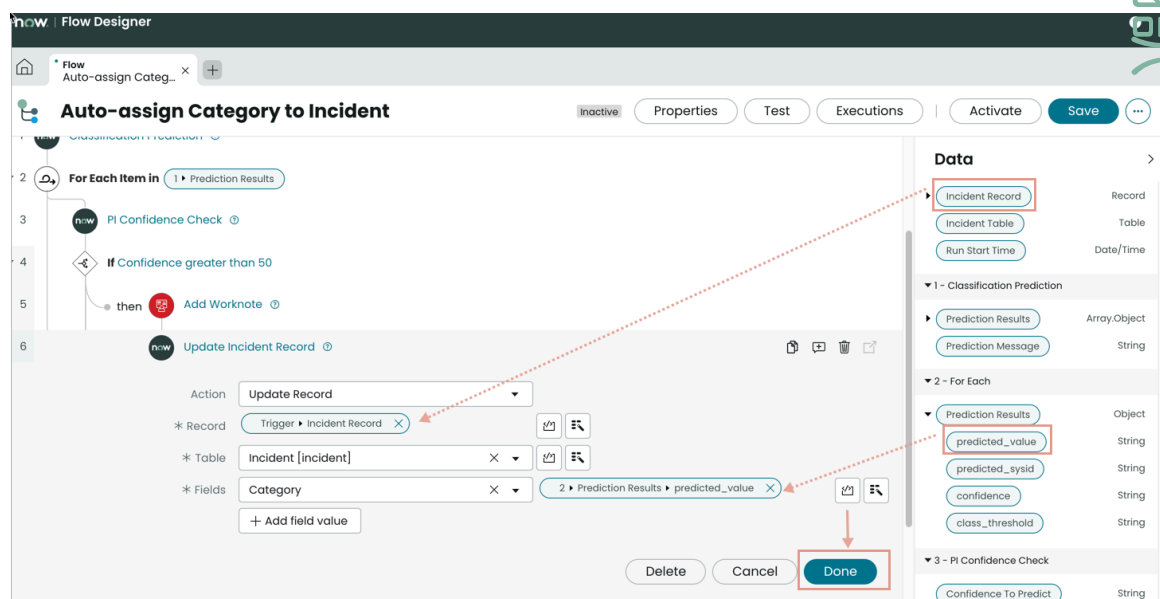 now. | Flow Designer
Flow
Auto-assign Categ...
Auto-assign Category to Incident
Inactive
Properties
Test
Executions
Activate
Save
Classification Prediction
2 For Each Item in 1 ▸ Prediction Results
3 now PI Confidence Check
4 If Confidence greater than 50
5 then Add Worknote
6 now Update Incident Record
Action Update Record
* Record Trigger ▸ Incident Record
* Table Incident [incident]
* Fields Category 2 ▸ Prediction Results ▸ predicted_value
+ Add field value
Delete
Cancel
Done
Data
Incident Record Record
Incident Table Table
Run Start Time Date/Time
1 - Classification Prediction
Prediction Results Array.Object
Prediction Message String
2 - For Each
Prediction Results Object
predicted_value String
predicted_sysid String
confidence String
class_threshold String
3 - PI Confidence Check
Confidence To Predict String